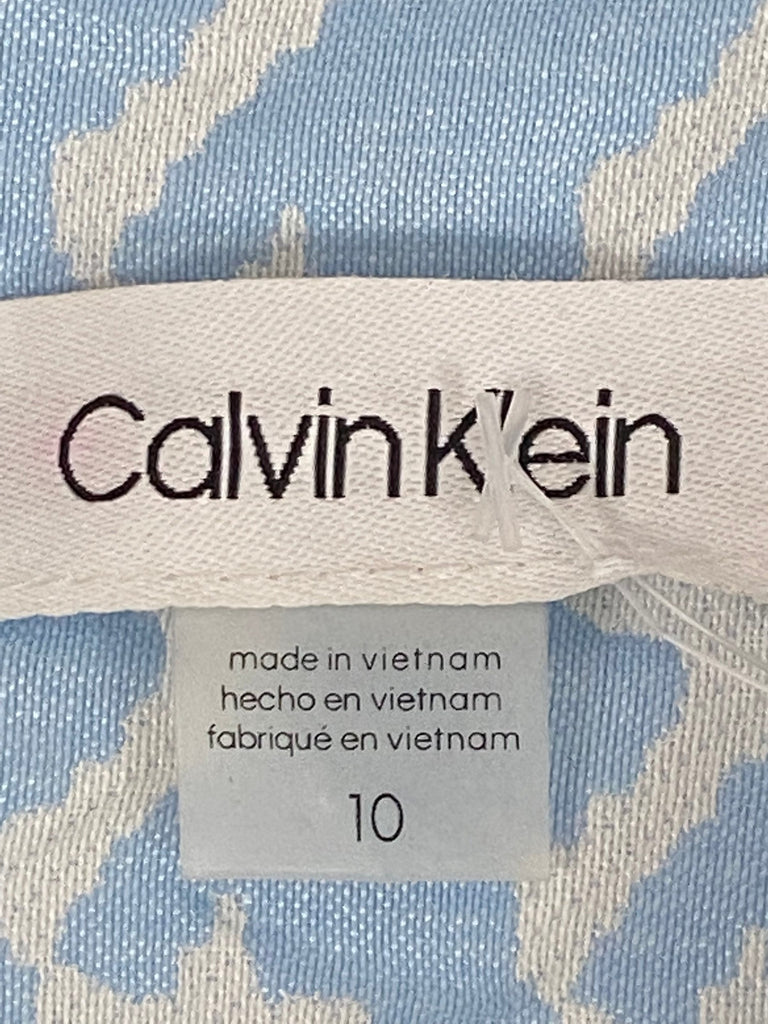 Calvin Klein
made in vietnam
hecho en vietnam
fabriqué en vietnam
10